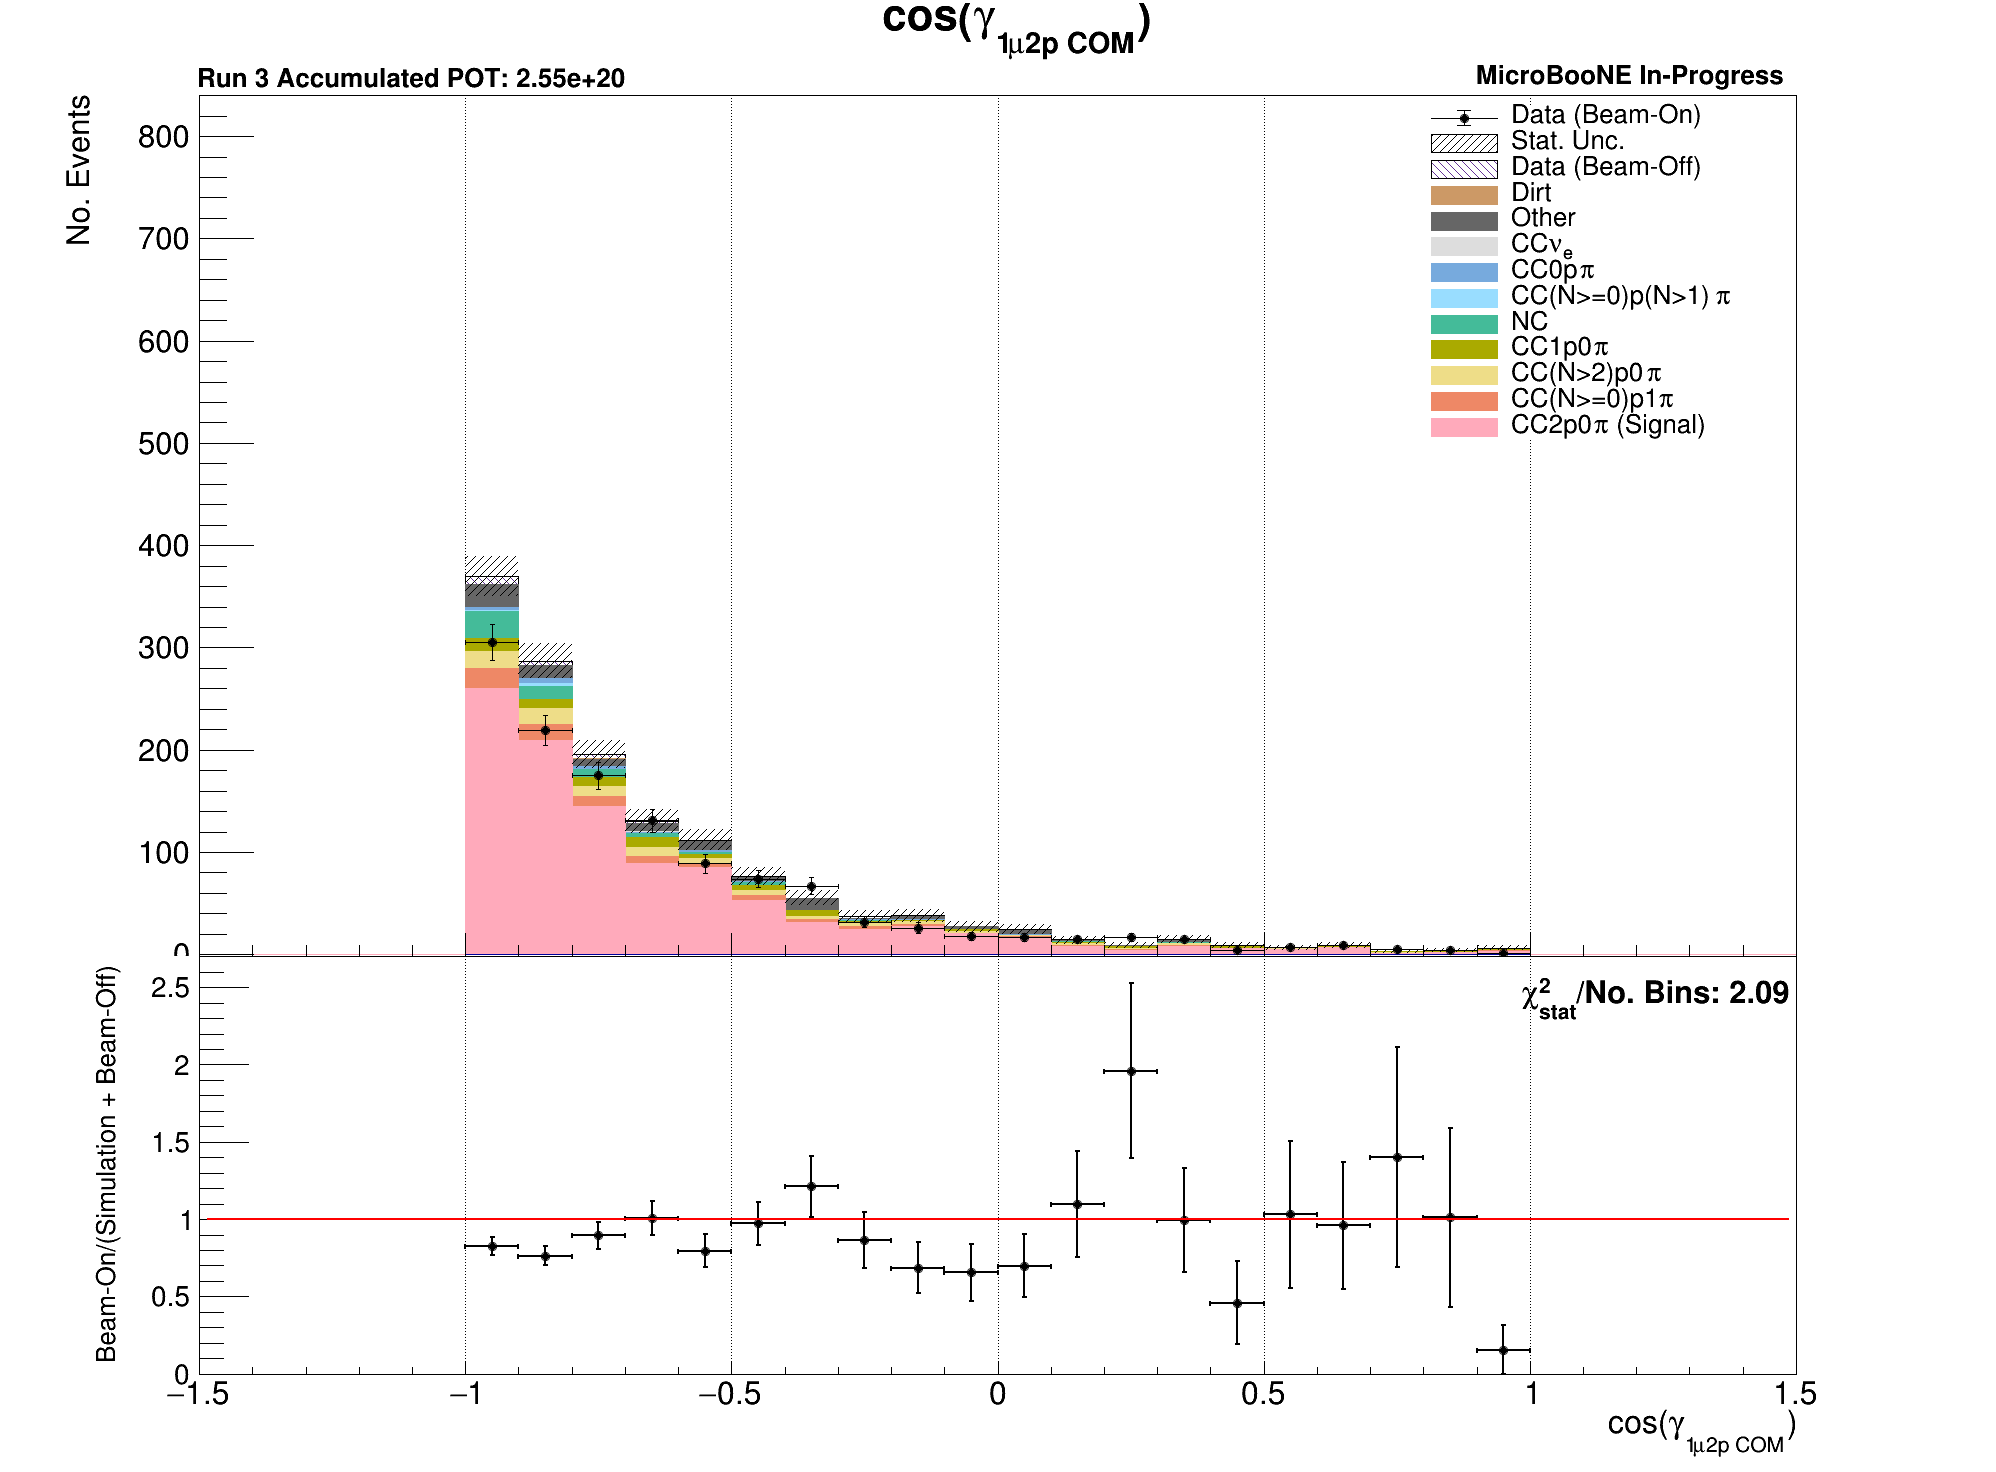 cos(γ1μ2p COM)
Run 3 Accumulated POT: 2.55e+20
MicroBooNE In-Progress
No. Events
800
700
600
500
400
300
200
100
0
Data (Beam-On)
Stat. Unc.
Data (Beam-Off)
Dirt
Other
CCνe
CC0pπ
CC(N>=0)p(N>1) π
NC
CC1p0π
CC(N>2)p0π
CC(N>=0)p1π
CC2p0π (Signal)
Beam-On/(Simulation + Beam-Off)
2.5
2
1.5
1
0.5
0
χ²stat/No. Bins: 2.09
−1.5 −1 −0.5 0 0.5 1 1.5
cos(γ1μ2p COM)